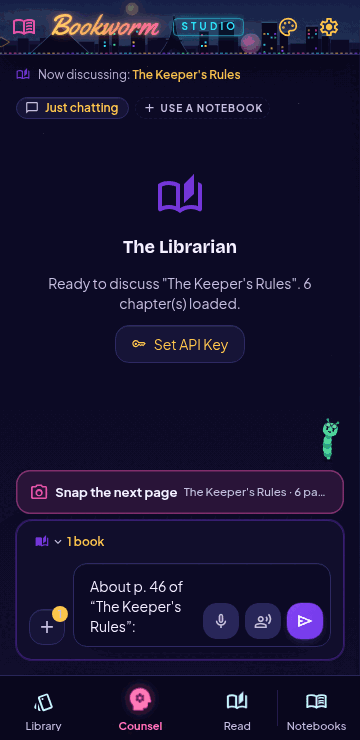 Bookworm STUDIO
Now discussing: The Keeper's Rules
Just chatting
USE A NOTEBOOK
The Librarian
Ready to discuss "The Keeper's Rules". 6
chapter(s) loaded.
Set API Key
Snap the next page The Keeper's Rules · 6 pa...
1 book
About p. 46 of
“The Keeper's
Rules”:
Library Counsel Read Notebooks